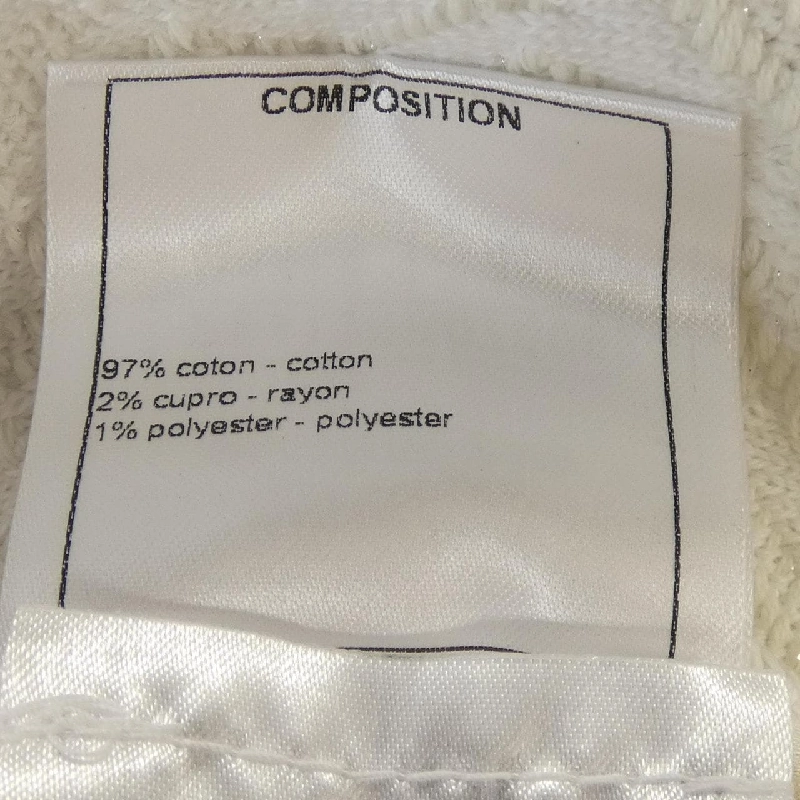 COMPOSITION
97% coton - cotton
2% cupro - rayon
1% polyester - polyester